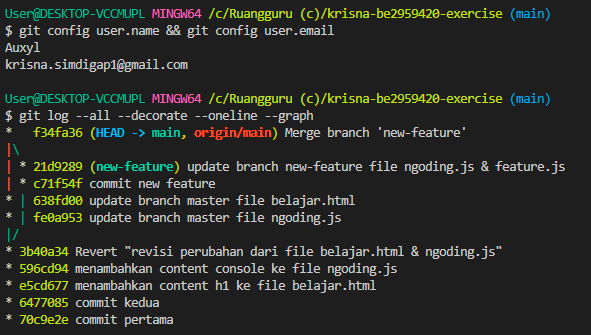 User@DESKTOP-VCCMUPL MINGW64 /c/Ruangguru (c)/krisna-be2959420-exercise (main)
$ git config user.name && git config user.email
Auxyl
krisna.simdigap1@gmail.com
User@DESKTOP-VCCMUPL MINGW64 /c/Ruangguru (c)/krisna-be2959420-exercise (main)
$ git log --all --decorate --oneline --graph
*   f34fa36 (HEAD -> main, origin/main) Merge branch 'new-feature'
|\
| * 21d9289 (new-feature) update branch new-feature file ngoding.js & feature.js
| * c71f54f commit new feature
* | 638fd00 update branch master file belajar.html
* | fe0a953 update branch master file ngoding.js
|/
* 3b40a34 Revert "revisi perubahan dari file belajar.html & ngoding.js"
* 596cd94 menambahkan content console ke file ngoding.js
* e5cd677 menambahkan content h1 ke file belajar.html
* 6477085 commit kedua
* 70c9e2e commit pertama